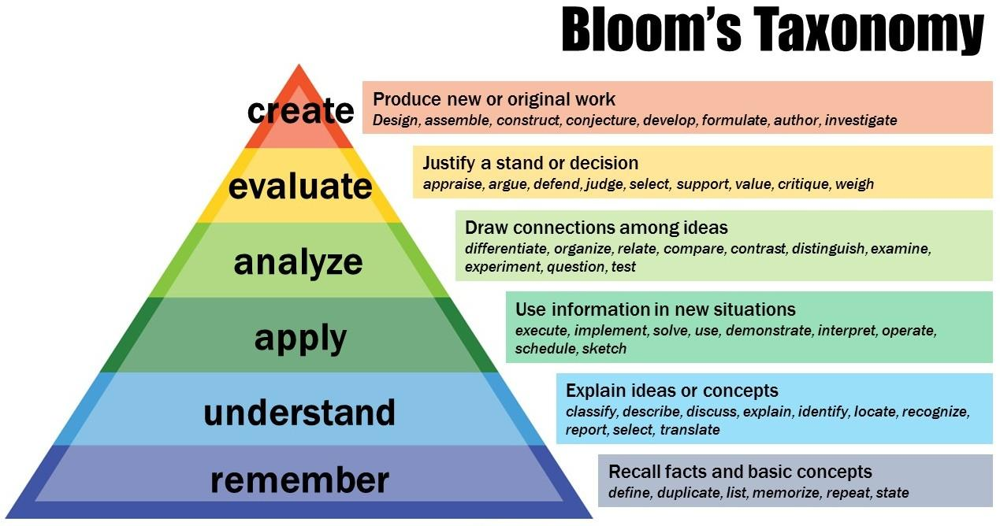 Bloom's Taxonomy
create
Produce new or original work
Design, assemble, construct, conjecture, develop, formulate, author, investigate
evaluate
Justify a stand or decision
appraise, argue, defend, judge, select, support, value, critique, weigh
analyze
Draw connections among ideas
differentiate, organize, relate, compare, contrast, distinguish, examine,
experiment, question, test
apply
Use information in new situations
execute, implement, solve, use, demonstrate, interpret, operate,
schedule, sketch
understand
Explain ideas or concepts
classify, describe, discuss, explain, identify, locate, recognize,
report, select, translate
remember
Recall facts and basic concepts
define, duplicate, list, memorize, repeat, state